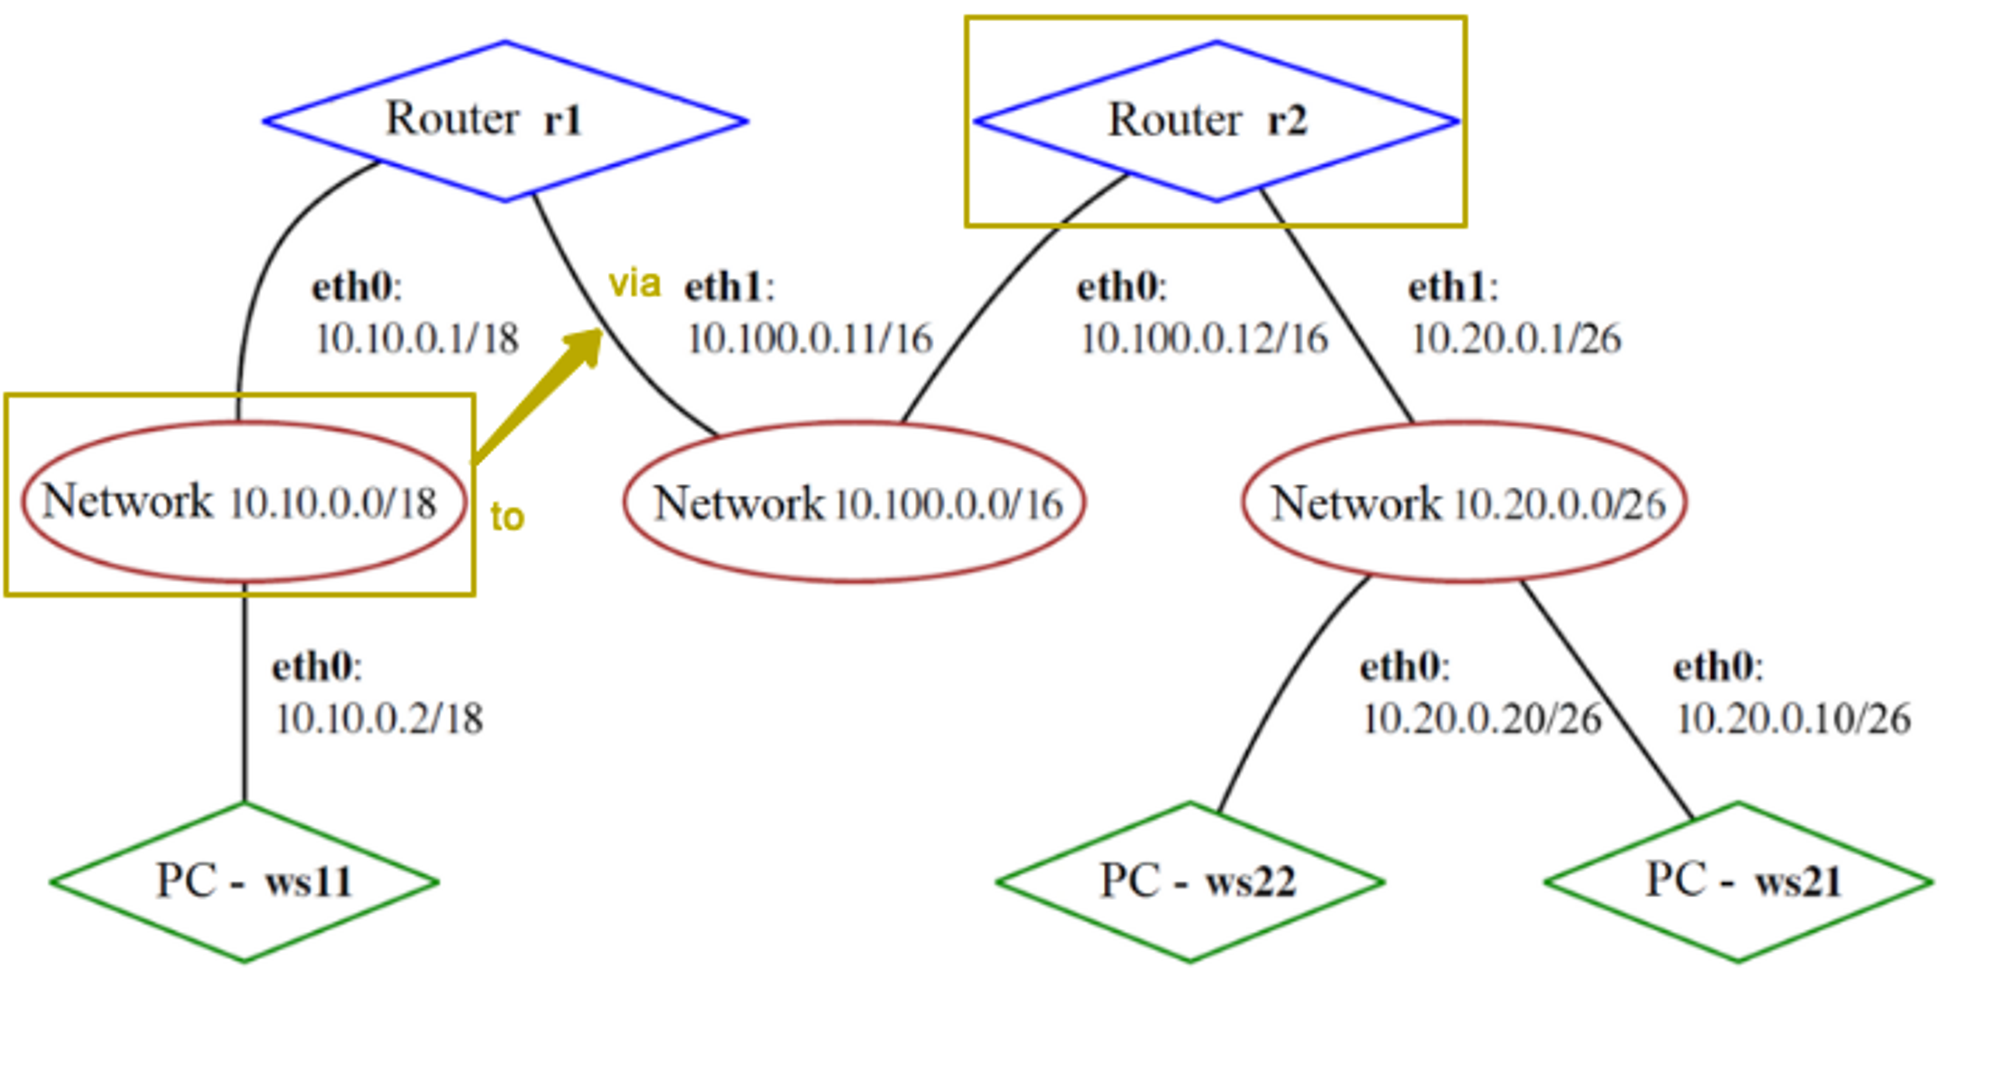 Router r1
Router r2
eth0:
10.10.0.1/18
via
eth1:
10.100.0.11/16
eth0:
10.100.0.12/16
eth1:
10.20.0.1/26
Network 10.10.0.0/18
to
Network 10.100.0.0/16
Network 10.20.0.0/26
eth0:
10.10.0.2/18
eth0:
10.20.0.20/26
eth0:
10.20.0.10/26
PC - ws11
PC - ws22
PC - ws21